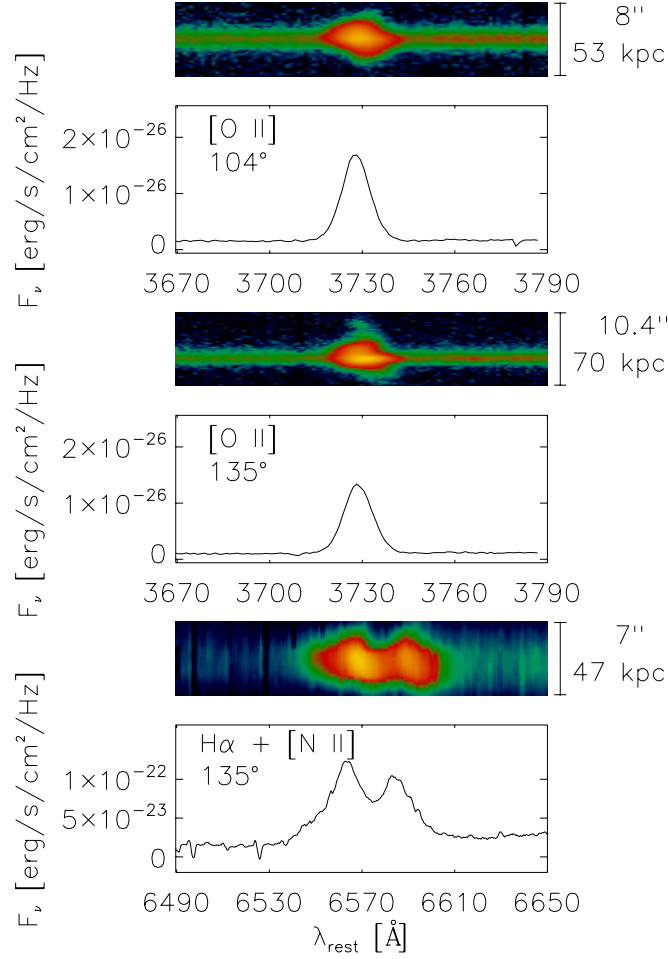 8"
53 kpc
F_ν [erg/s/cm²/Hz]
[O II]
104°
2×10⁻²⁶
1×10⁻²⁶
0
3670 3700 3730 3760 3790
10.4"
70 kpc
F_ν [erg/s/cm²/Hz]
[O II]
135°
2×10⁻²⁶
1×10⁻²⁶
0
3670 3700 3730 3760 3790
7"
47 kpc
F_ν [erg/s/cm²/Hz]
Hα + [N II]
135°
1×10⁻²²
5×10⁻²³
0
6490 6530 6570 6610 6650
λ_rest [Å]